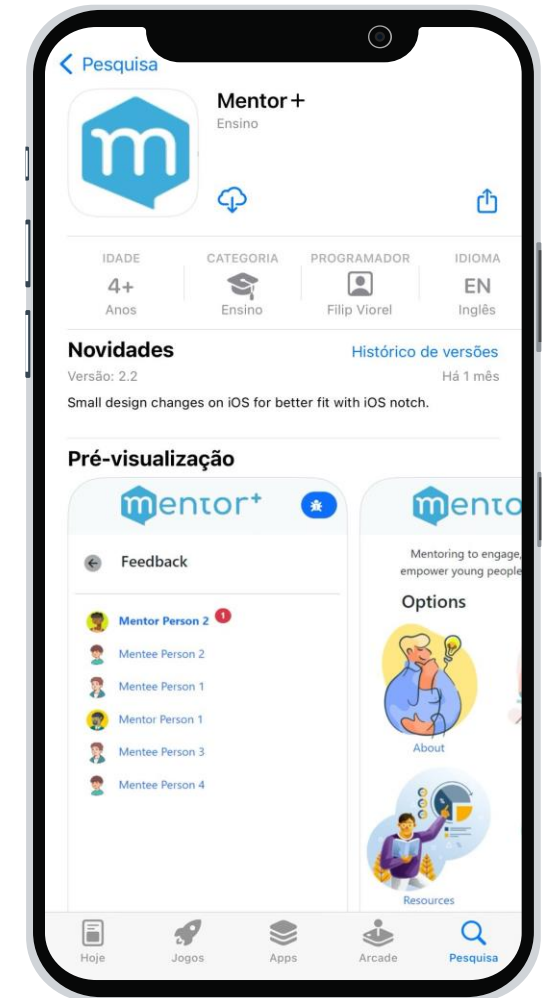 Pesquisa
Mentor+
Ensino
m
IDADE CATEGORIA PROGRAMADOR IDIOMA
4+ EN
Anos Ensino Filip Viorel Inglês
Novidades Histórico de versões
Versão: 2.2 Há 1 mês
Small design changes on iOS for better fit with iOS notch.
Pré-visualização
mentor+
Feedback
Mentor Person 2 1
Mentee Person 2
Mentee Person 1
Mentor Person 1
Mentee Person 3
Mentee Person 4
mento
Mentoring to engage,
empower young people
Options
About
Resources
Hoje Jogos Apps Arcade Pesquisa